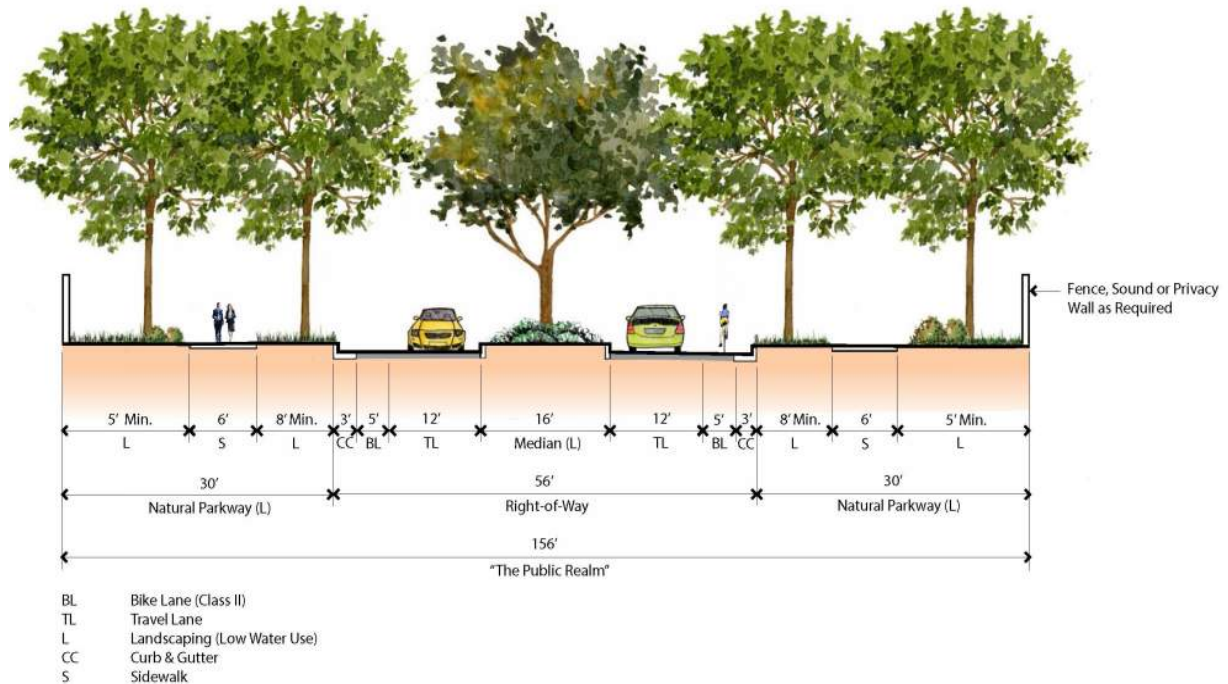 Fence, Sound or Privacy
Wall as Required
5' Min. 6' 8' Min. 3' 5' 12' 16' 12' 5' 3' 8' Min. 6' 5' Min.
L S L CC BL TL Median (L) TL BL CC L S L
30' 56' 30'
Natural Parkway (L) Right-of-Way Natural Parkway (L)
156'
"The Public Realm"
BL Bike Lane (Class II)
TL Travel Lane
L Landscaping (Low Water Use)
CC Curb & Gutter
S Sidewalk